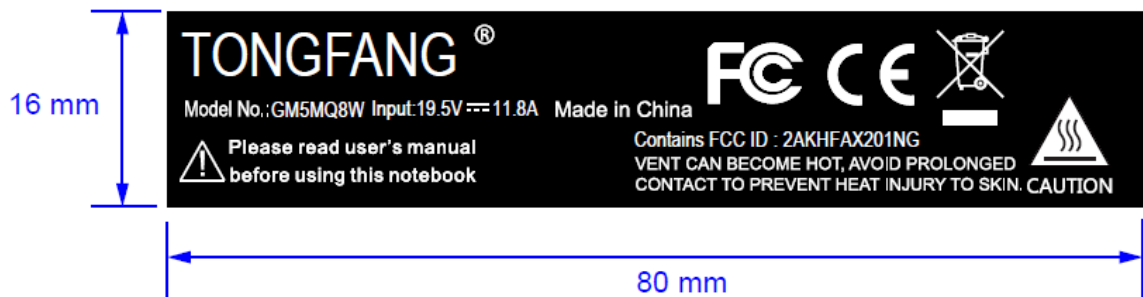 16 mm
TONGFANG ®
Model No.:GM5MQ8W Input:19.5V⎓11.8A Made in China
Please read user's manual
before using this notebook
FC CE
Contains FCC ID : 2AKHFAX201NG
VENT CAN BECOME HOT, AVOID PROLONGED
CONTACT TO PREVENT HEAT INJURY TO SKIN.
CAUTION
80 mm